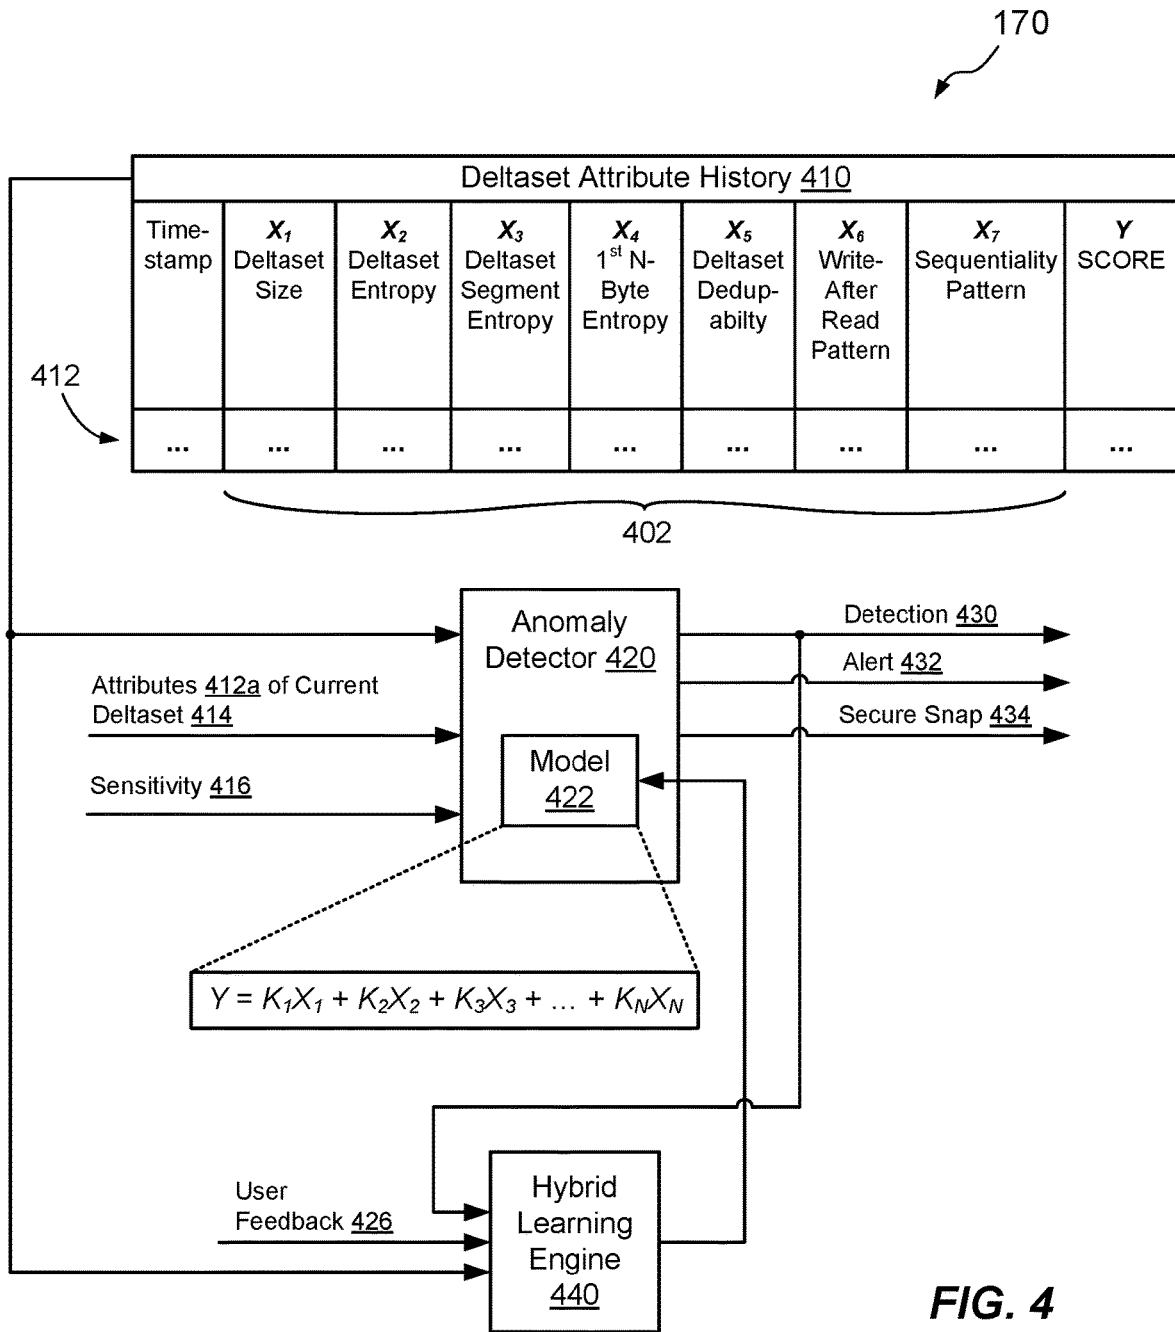 170
Deltaset Attribute History 410
Time-
stamp
X1
Deltaset
Size
X2
Deltaset
Entropy
X3
Deltaset
Segment
Entropy
X4
1st N-
Byte
Entropy
X5
Deltaset
Dedup-
abilty
X6
Write-
After
Read
Pattern
X7
Sequentiality
Pattern
Y
SCORE
412
... ... ... ... ... ... ... ... ...
402
Anomaly
Detector 420
Detection 430
Alert 432
Secure Snap 434
Attributes 412a of Current
Deltaset 414
Sensitivity 416
Model
422
Y = K1X1 + K2X2 + K3X3 + ... + KNXN
User
Feedback 426
Hybrid
Learning
Engine
440
FIG. 4